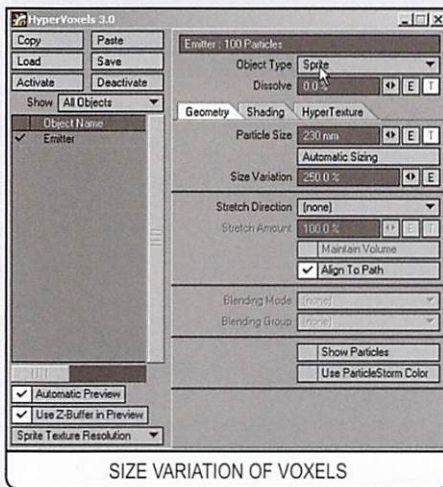 HyperVoxels 3.0
Copy Paste
Load Save
Activate Deactivate
Show All Objects
Object Name
Emitter
Automatic Preview
Use Z-Buffer in Preview
Sprite Texture Resolution
Emitter : 100 Particles
Object Type Sprite
Dissolve 0.0 % E T
Geometry Shading HyperTexture
Particle Size 230 mm E T
Automatic Sizing
Size Variation 250.0 % E
Stretch Direction (none)
Stretch Amount 100.0 % E T
Maintain Volume
Align To Path
Blending Mode (none)
Blending Group (none)
Show Particles
Use ParticleStorm Color
SIZE VARIATION OF VOXELS